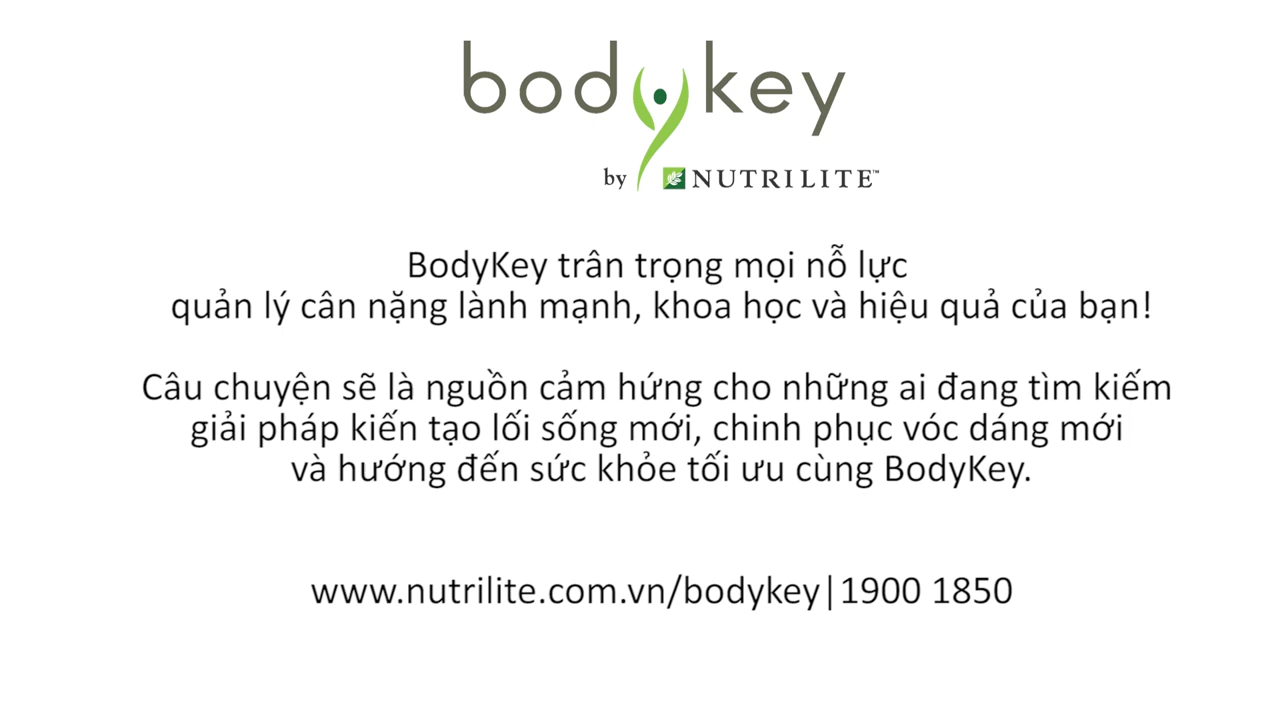 bodykey
by NUTRILITE™
BodyKey trân trọng mọi nỗ lực
quản lý cân nặng lành mạnh, khoa học và hiệu quả của bạn!
Câu chuyện sẽ là nguồn cảm hứng cho những ai đang tìm kiếm
giải pháp kiến tạo lối sống mới, chinh phục vóc dáng mới
và hướng đến sức khỏe tối ưu cùng BodyKey.
www.nutrilite.com.vn/bodykey|1900 1850